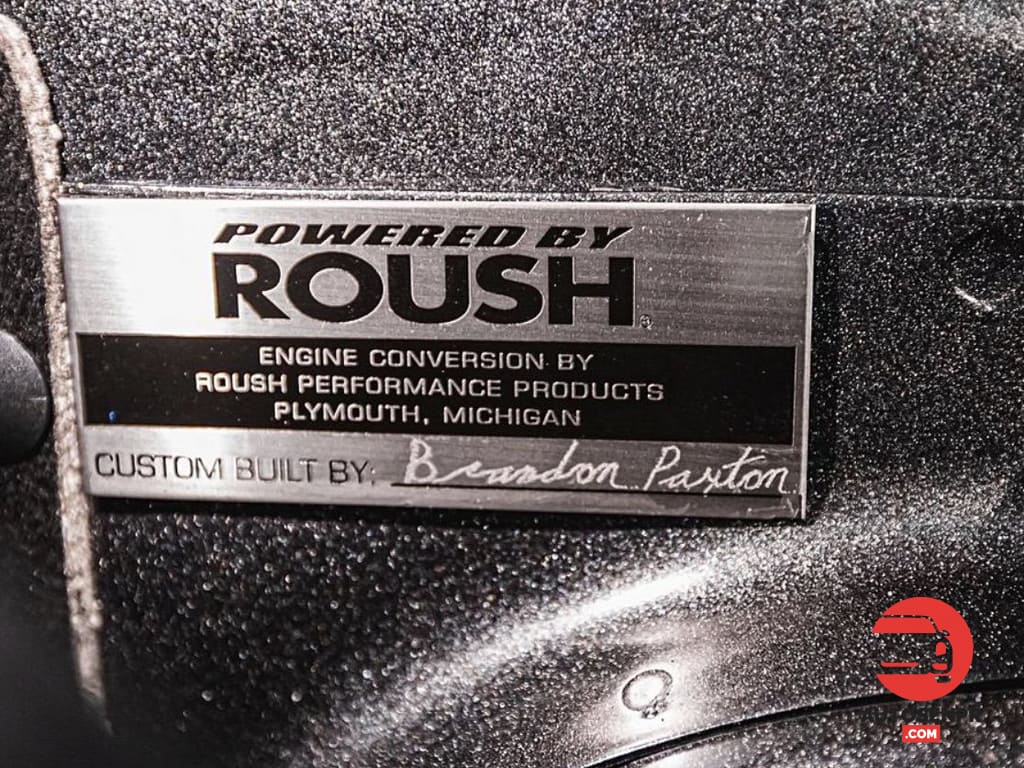 POWERED BY
ROUSH®
ENGINE CONVERSION BY
ROUSH PERFORMANCE PRODUCTS
PLYMOUTH, MICHIGAN
CUSTOM BUILT BY: Brandon Paxton
.COM